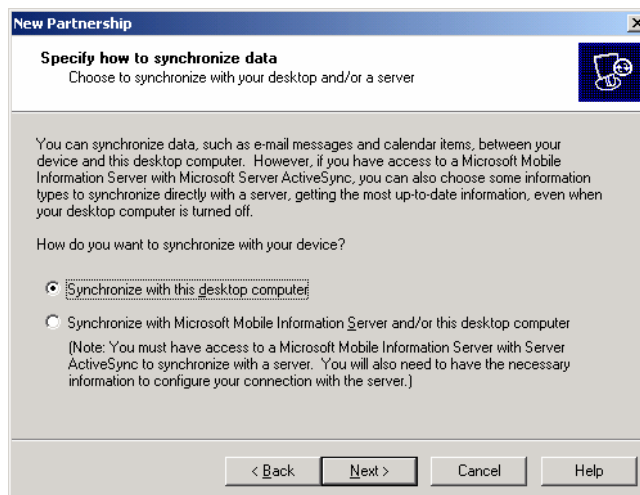 New Partnership
Specify how to synchronize data
Choose to synchronize with your desktop and/or a server
You can synchronize data, such as e-mail messages and calendar items, between your
device and this desktop computer. However, if you have access to a Microsoft Mobile
Information Server with Microsoft Server ActiveSync, you can also choose some information
types to synchronize directly with a server, getting the most up-to-date information, even when
your desktop computer is turned off.
How do you want to synchronize with your device?
Synchronize with this desktop computer
Synchronize with Microsoft Mobile Information Server and/or this desktop computer
(Note: You must have access to a Microsoft Mobile Information Server with Server
ActiveSync to synchronize with a server. You will also need to have the necessary
information to configure your connection with the server.)
< Back Next > Cancel Help